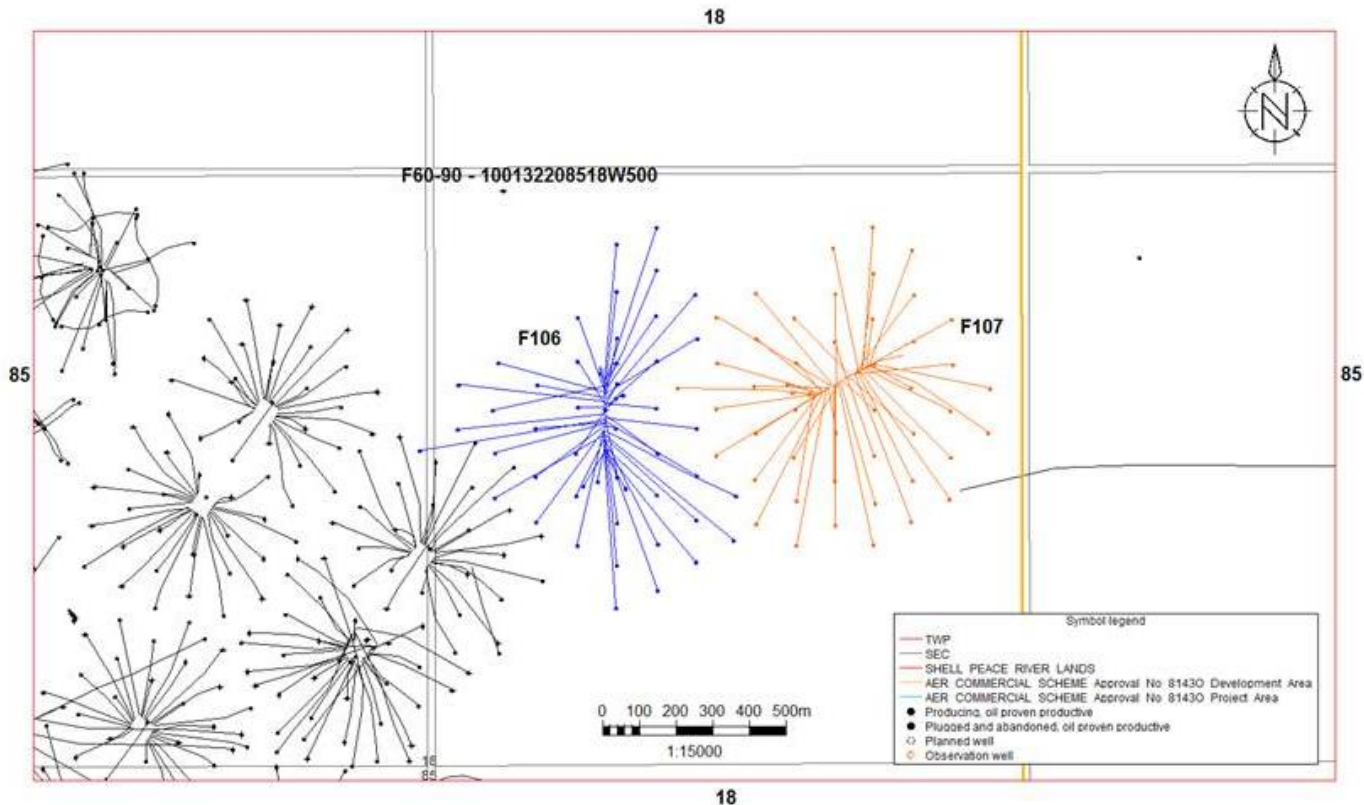 18
F60-90 - 100132208518W500
F106
F107
85
85
Symbol legend
TWP
SEC
SHELL PEACE RIVER LANDS
AER COMMERCIAL SCHEME Approval No 8143O Development Area
AER COMMERCIAL SCHEME Approval No 8143O Project Area
Producing, oil proven productive
Plugged and abandoned, oil proven productive
Planned well
Observation well
0 100 200 300 400 500m
1:15000
18
85
18